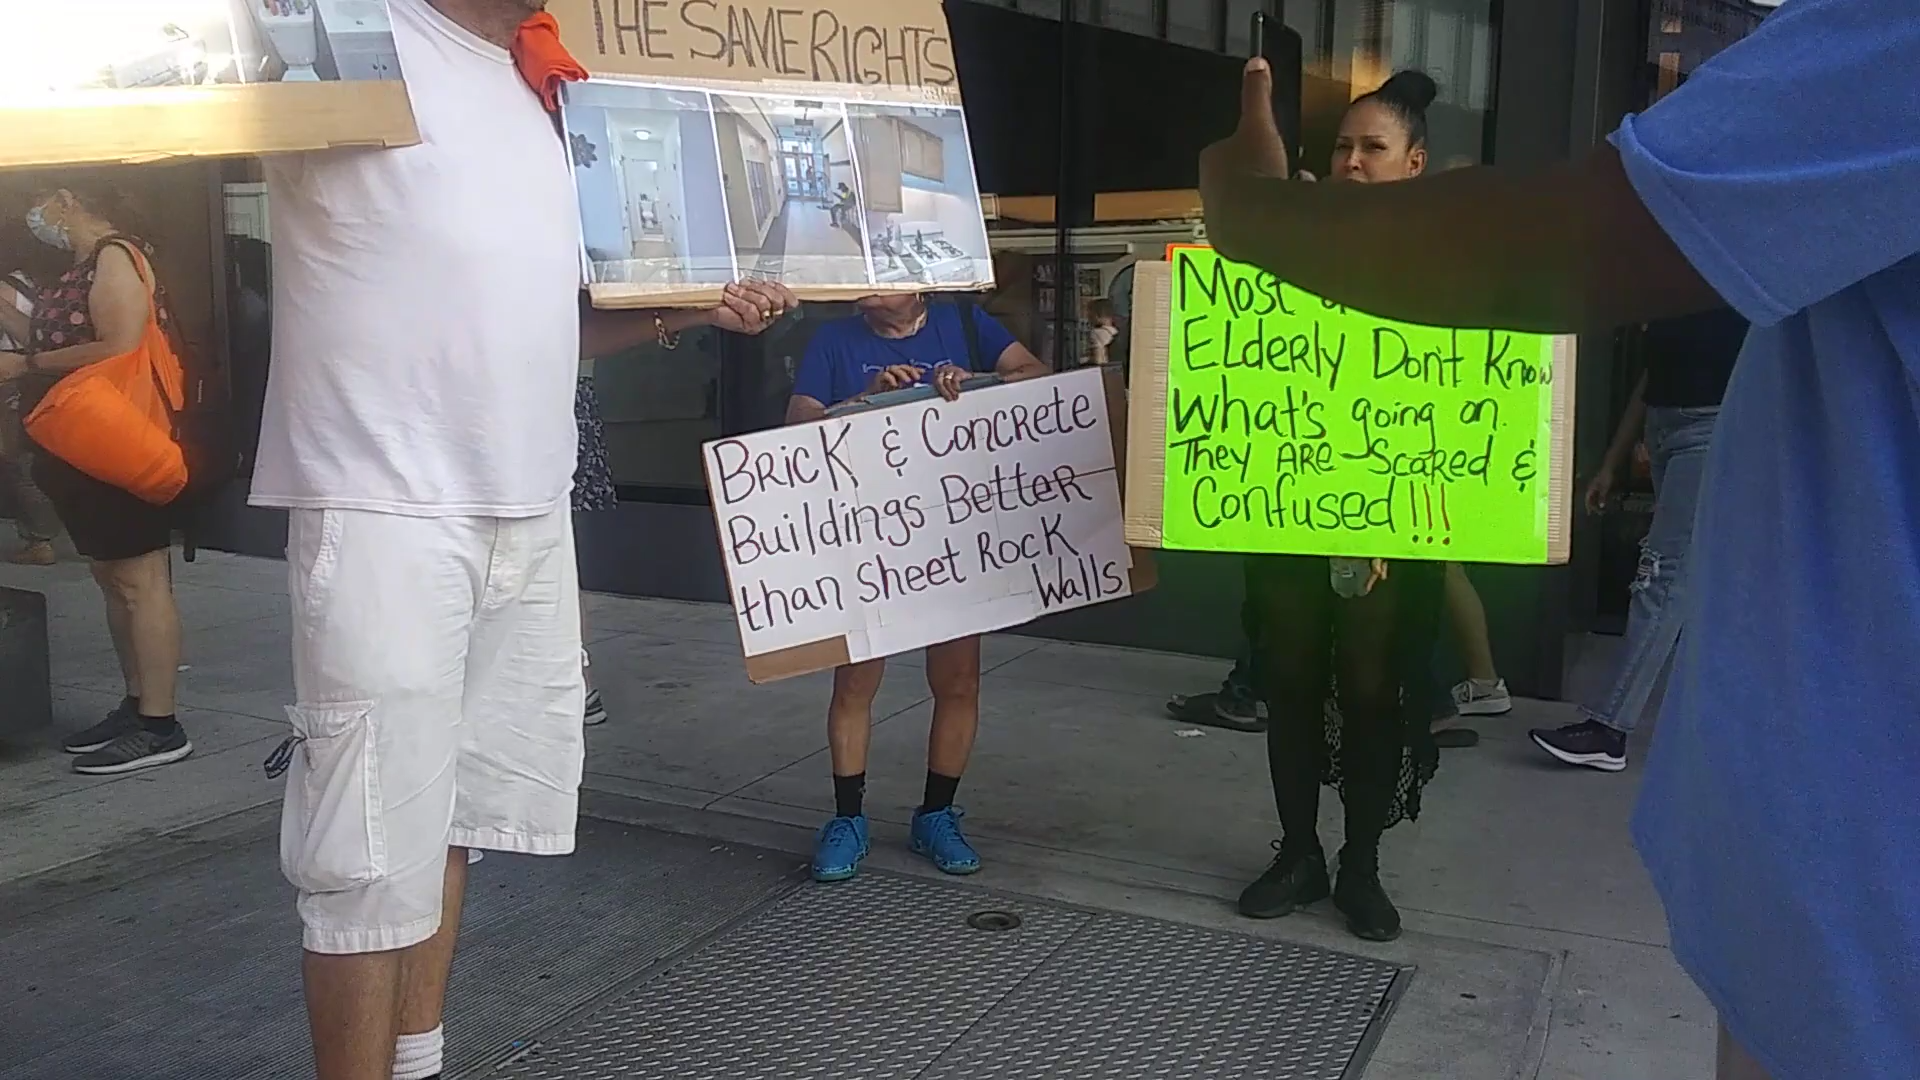 THE SAME RIGHTS
Brick & Concrete
Buildings Better
than Sheet Rock
Walls
Most
Elderly Don't Know
What's going on.
They Are Scared &
Confused!!!